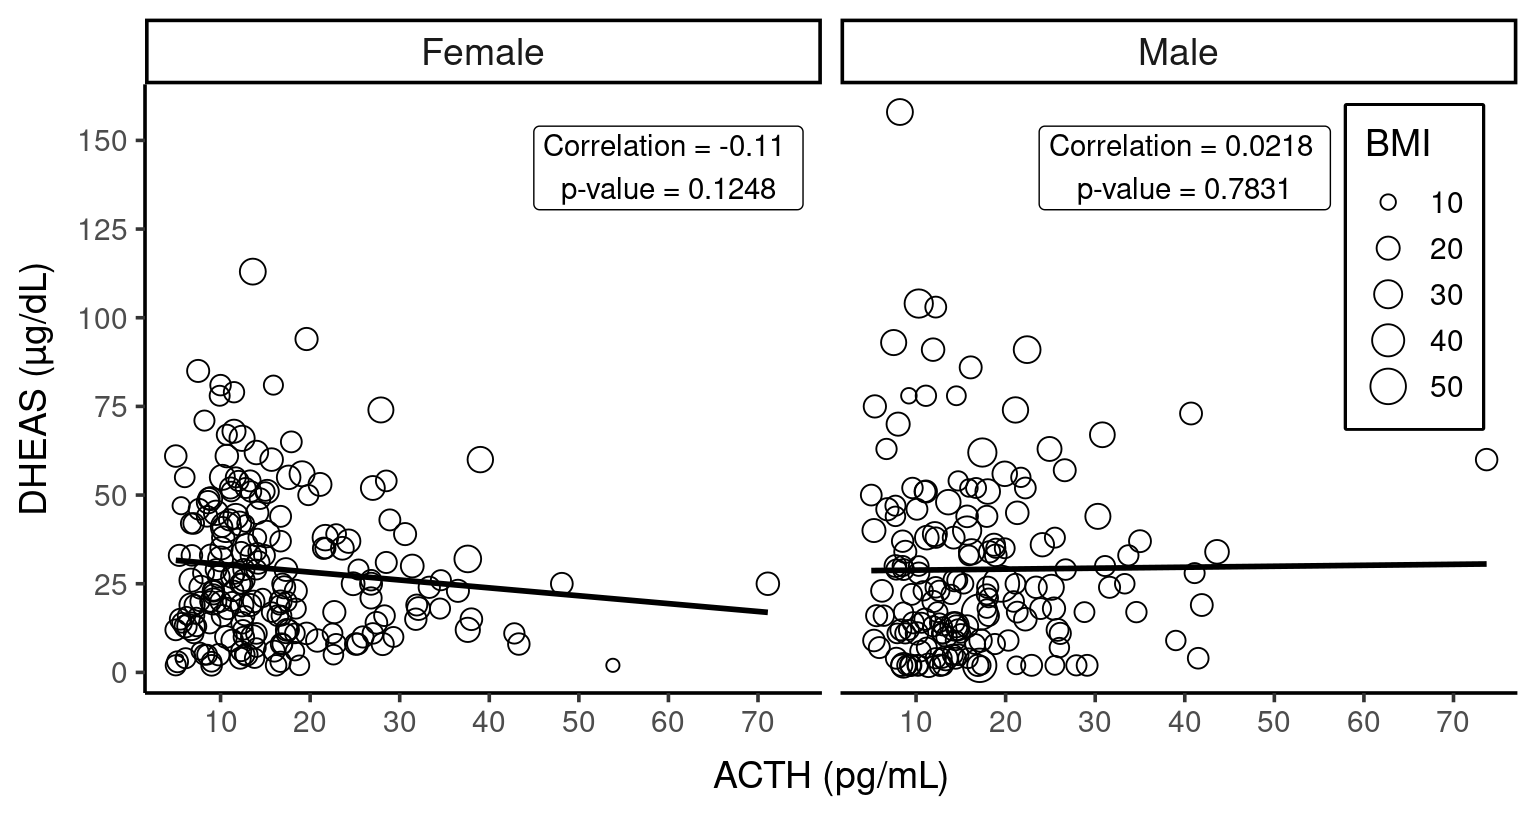 Female
Male
Correlation = -0.11
p-value = 0.1248
Correlation = 0.0218
p-value = 0.7831
BMI
10
20
30
40
50
DHEAS (µg/dL)
150
125
100
75
50
25
0
10 20 30 40 50 60 70
10 20 30 40 50 60 70
ACTH (pg/mL)